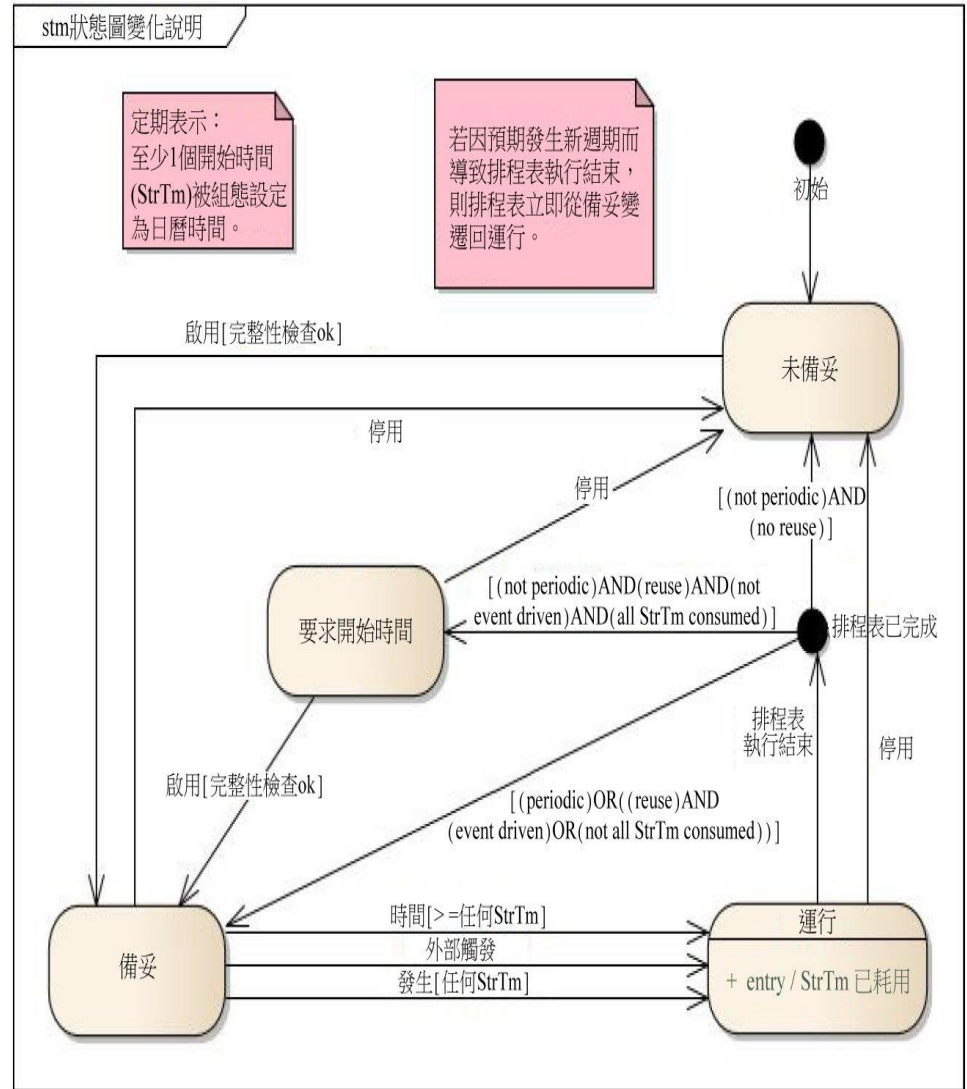 stm狀態圖變化說明
定期表示：
至少1個開始時間
(StrTm)被組態設定
為日曆時間。
若因預期發生新週期而
導致排程表執行結束，
則排程表立即從備妥變
遷回運行。
初始
啟用[完整性檢查ok]
未備妥
停用
停用
[(not periodic)AND
(no reuse)]
[(not periodic)AND(reuse)AND(not
event driven)AND(all StrTm consumed)]
要求開始時間
排程表已完成
排程表
執行結束
停用
啟用[完整性檢查ok]
[(periodic)OR((reuse)AND
(event driven)OR(not all StrTm consumed))]
時間[>=任何StrTm]
運行
外部觸發
備妥
發生[任何StrTm]
+ entry / StrTm 已耗用